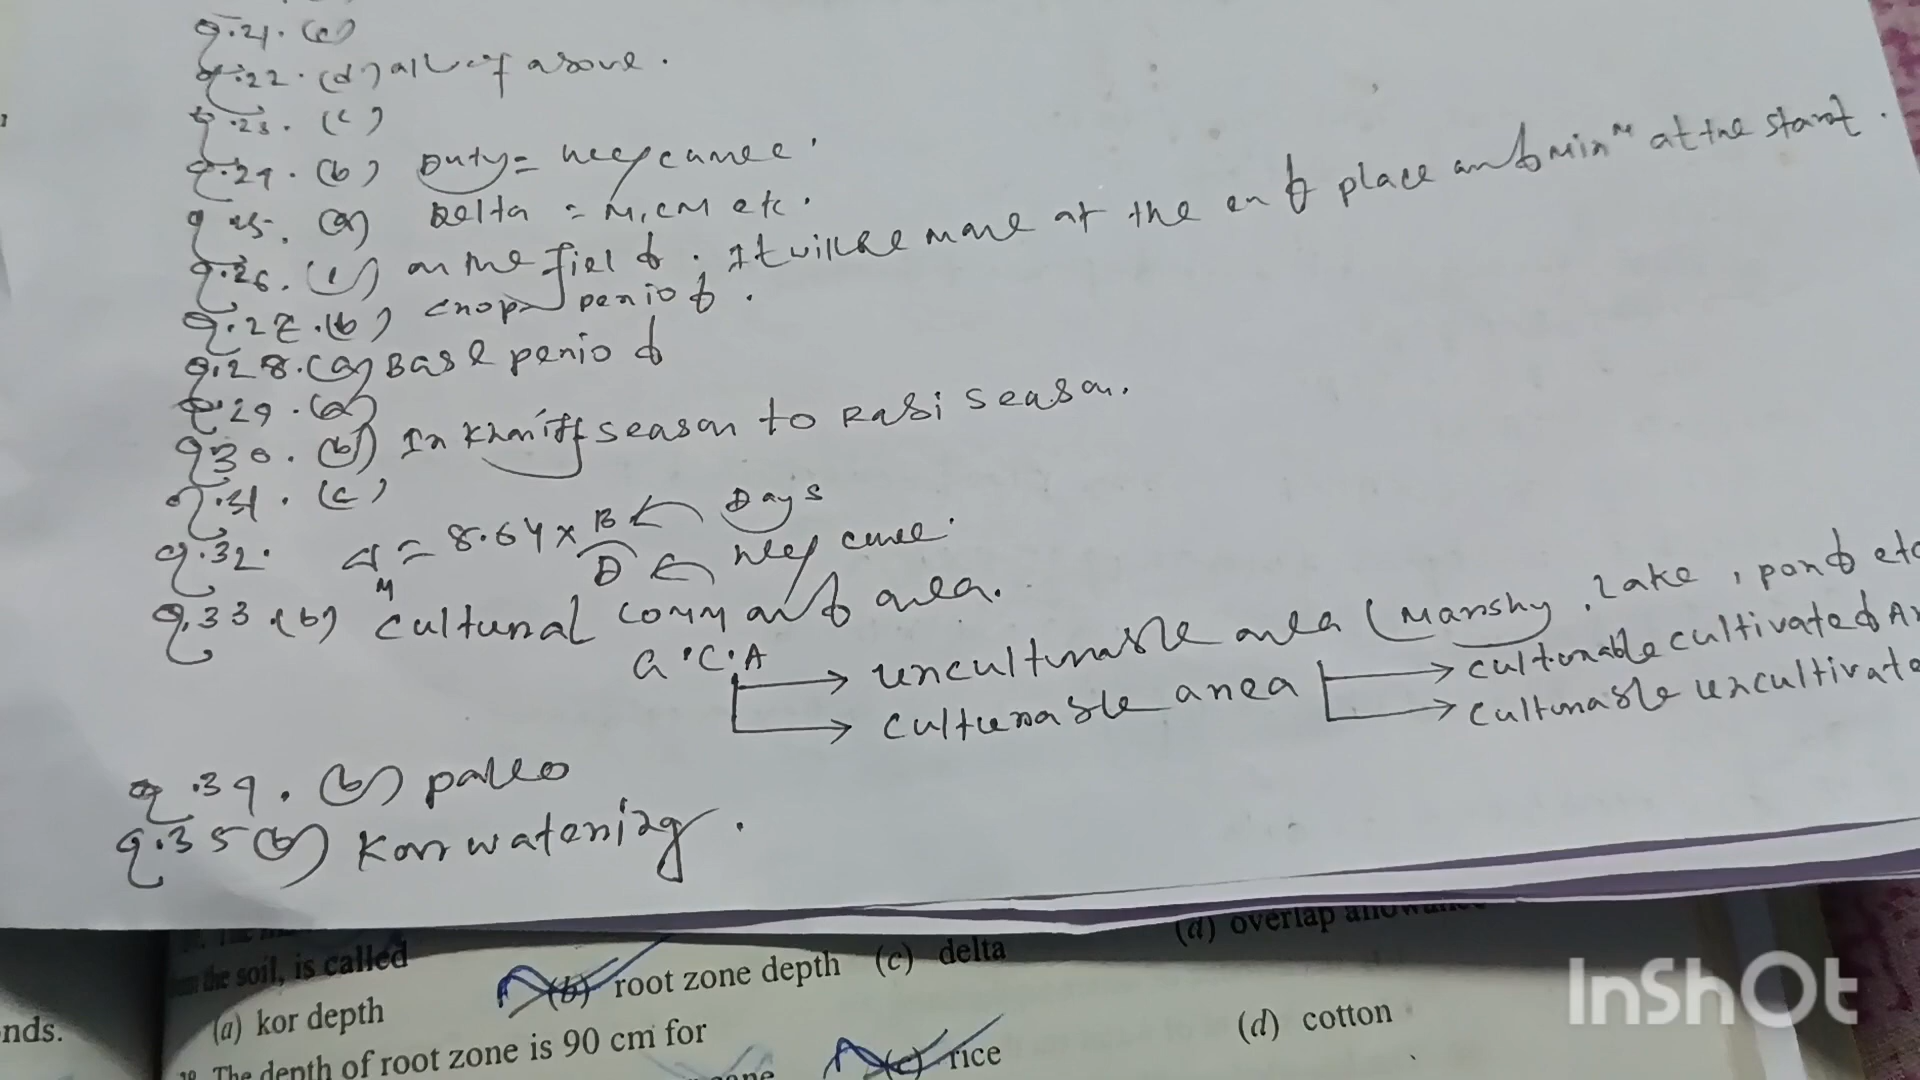 q.21. (c)
q.22. (d) all of above.
q.23. (c)
q.24. (b) Duty = hec/cumec.
q.25. (a) Delta = M, CM etc.
q.26. (c) on the field. It will be more at the end place and minm at the start.
q.27. (b) crop period.
q.28. (a) Base period
q.29. (d)
q.30. (b) In Khariff season to Rabi season.
q.31. (c)
q.32. Δ = 8.64 x B ← Days
M D ← hec/cumec.
q.33 (b) cultural command area.
G.C.A → unculturable area (Marshy, Lake, pond etc
→ culturable area → culturable cultivated Ar
→ culturable uncultivate
q.34. (b) paleo
q.35 (b) Kor watering.
the soil, is called
(a) kor depth (b) root zone depth (c) delta (d) overlap allowance
nds.
The depth of root zone is 90 cm for
(c) rice (d) cotton
InShOt